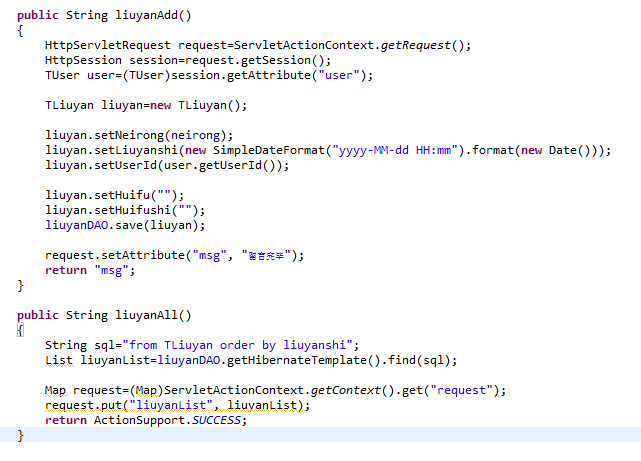 public String liuyanAdd()
{
HttpServletRequest request=ServletActionContext.getRequest();
HttpSession session=request.getSession();
TUser user=(TUser)session.getAttribute("user");
TLiuyan liuyan=new TLiuyan();
liuyan.setNeirong(neirong);
liuyan.setLiuyanshi(new SimpleDateFormat("yyyy-MM-dd HH:mm").format(new Date()));
liuyan.setUserId(user.getUserId());
liuyan.setHuifu("");
liuyan.setHuifushi("");
liuyanDAO.save(liuyan);
request.setAttribute("msg", "留言完毕");
return "msg";
}
public String liuyanAll()
{
String sql="from TLiuyan order by liuyanshi";
List liuyanList=liuyanDAO.getHibernateTemplate().find(sql);
Map request=(Map)ServletActionContext.getContext().get("request");
request.put("liuyanList", liuyanList);
return ActionSupport.SUCCESS;
}